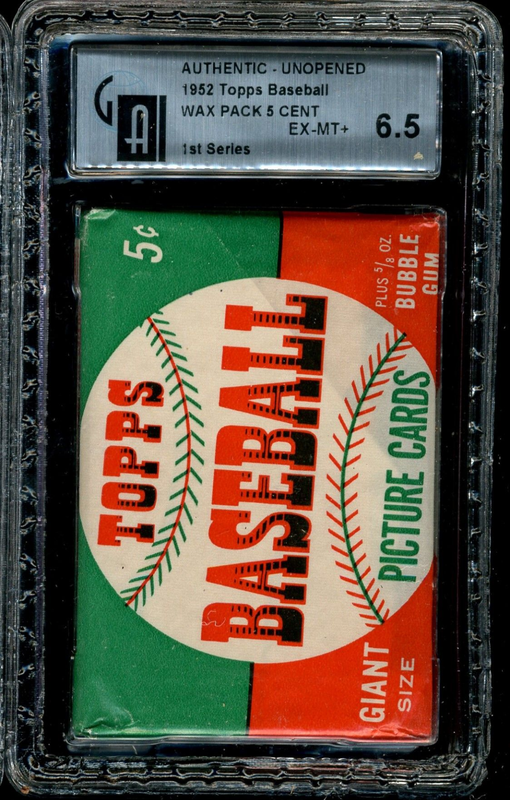 AUTHENTIC - UNOPENED
1952 Topps Baseball
WAX PACK 5 CENT
EX-MT+ 6.5
1st Series
GA
5¢
TOPPS
BASEBALL
PLUS 5/8 OZ.
BUBBLE
GUM
GIANT
SIZE
PICTURE CARDS